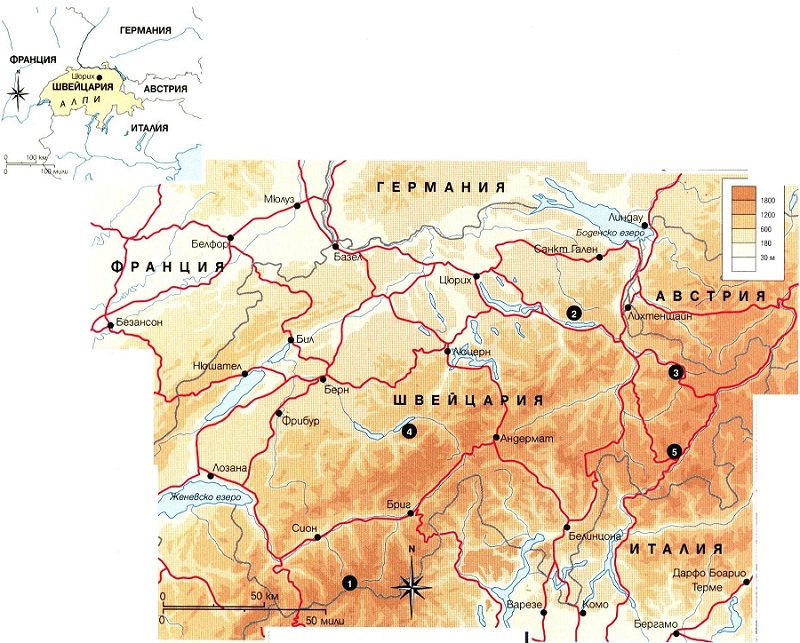 ГЕРМАНИЯ
ФРАНЦИЯ
N
Цюрих
ШВЕЙЦАРИЯ
АЛПИ
АВСТРИЯ
ИТАЛИЯ
0 100 км
0 100 мили
ГЕРМАНИЯ
Мюлуз
Линдау
Боденско езеро
1800
1200
600
180
30 м
Белфор
Базел
Санкт Гален
ФРАНЦИЯ
Цюрих
АВСТРИЯ
Безансон
2
Лихтенщайн
Бил
Люцерн
Нюшател
Берн
3
ШВЕЙЦАРИЯ
Фрибур
4
Андермат
5
Лозана
Женевско езеро
Бриг
Сион
Белинцона
N
ИТАЛИЯ
1
Дарфо Боарио
Терме
0 50 км
0 50 мили
Варезе
Комо
Бергамо